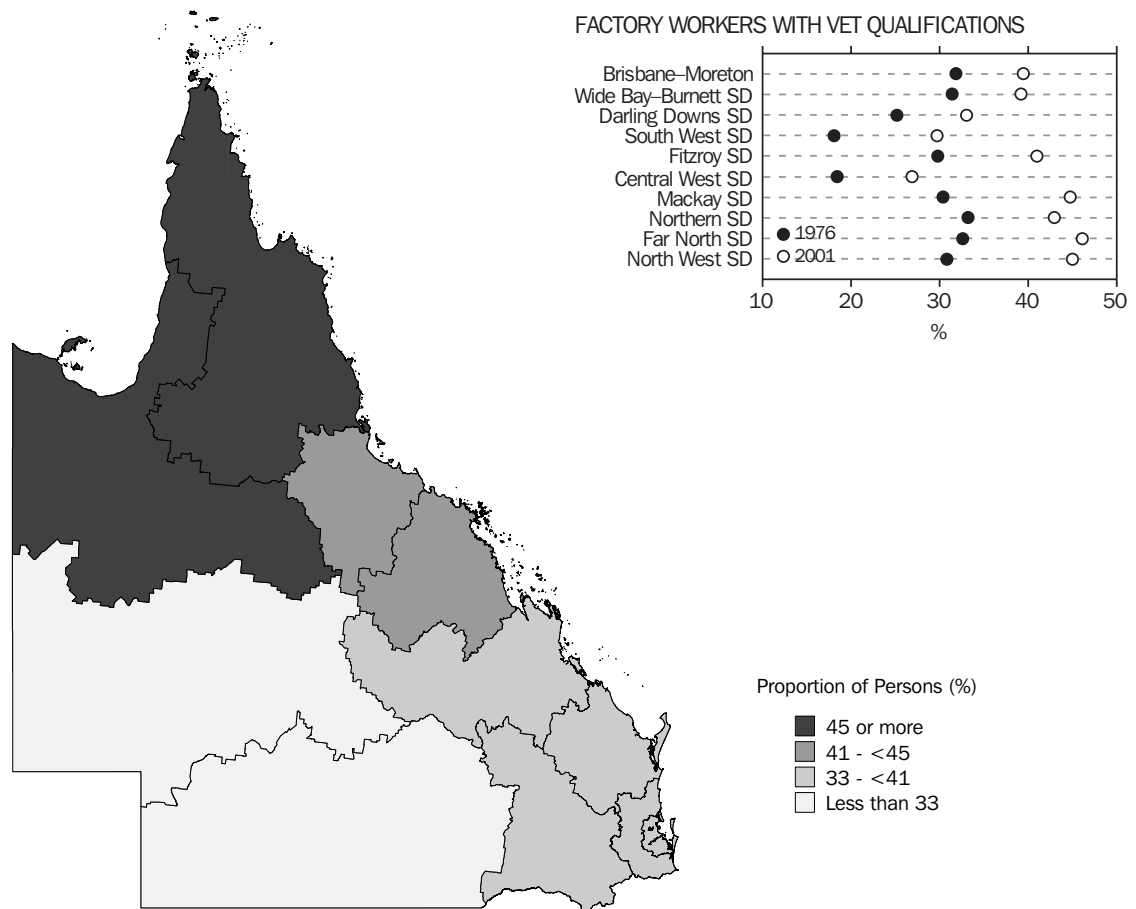 FACTORY WORKERS WITH VET QUALIFICATIONS
Brisbane–Moreton
Wide Bay–Burnett SD
Darling Downs SD
South West SD
Fitzroy SD
Central West SD
Mackay SD
Northern SD
Far North SD
North West SD
1976
2001
10 20 30 40 50
%
Proportion of Persons (%)
45 or more
41 - <45
33 - <41
Less than 33